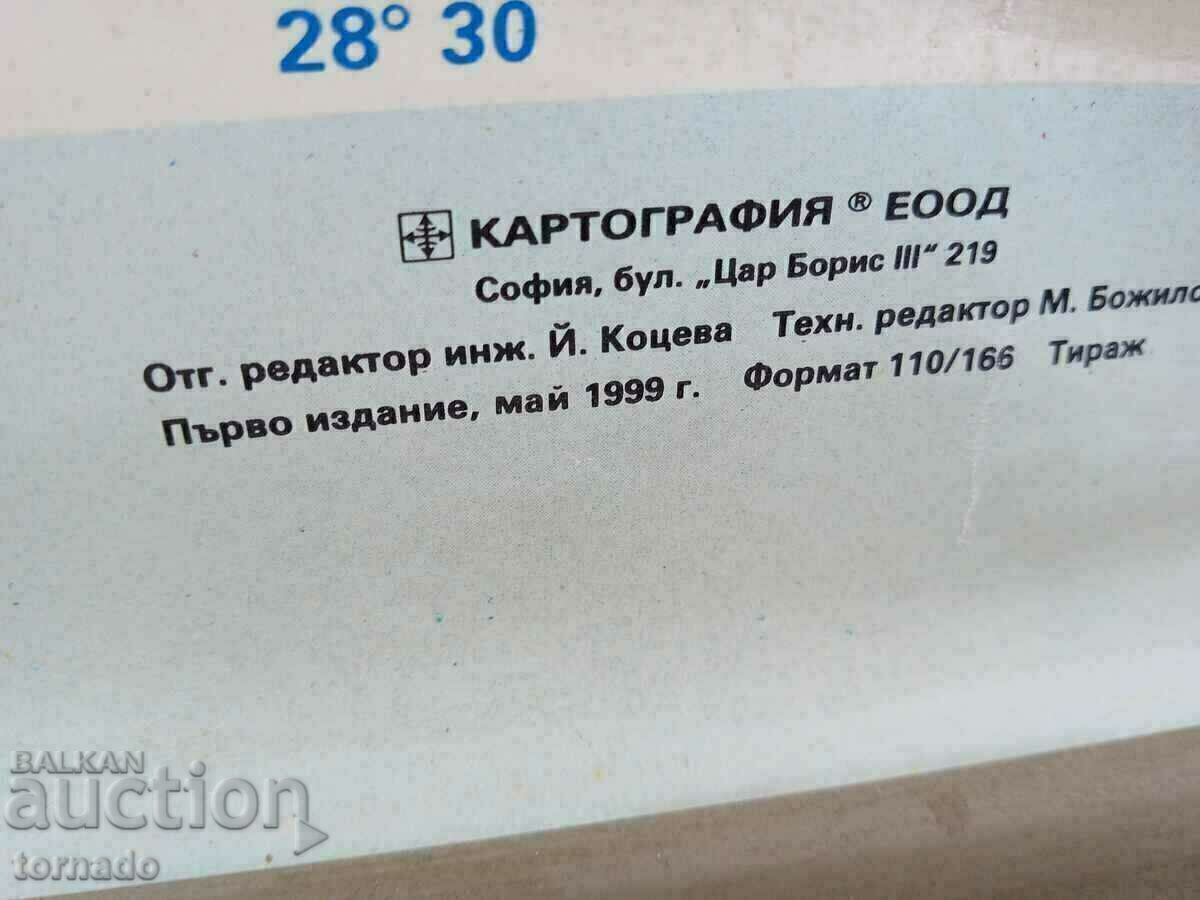 28° 30
КАРТОГРАФИЯ ® ЕООД
София, бул. „Цар Борис III“ 219
Отг. редактор инж. Й. Коцева Техн. редактор М.
Първо издание, май 1999 г. Формат 110/166 Тираж
BALKAN
auction
tornado